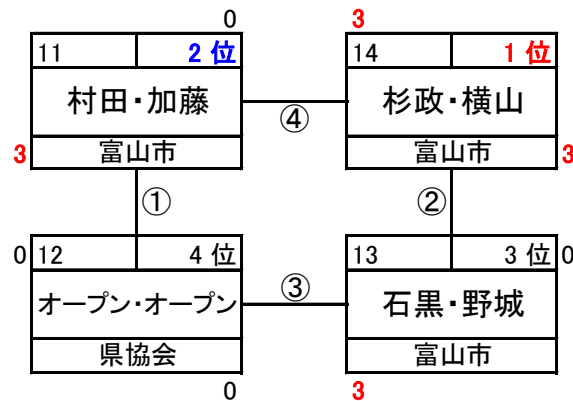 0 3
11 2 位 14 1 位
村田・加藤 杉政・横山
④
3 富山市 富山市 3
① ②
0 12 4 位 13 3 位 0
オープン・オープン ③ 石黒・野城
県協会 富山市
0 3